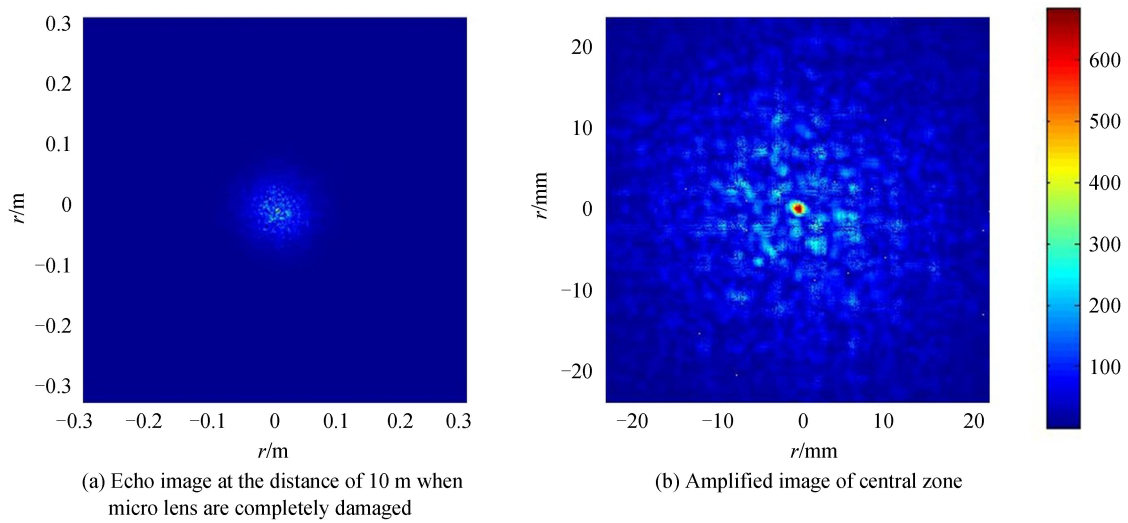 0.3
0.2
0.1
0
−0.1
−0.2
−0.3
r/m
−0.3 −0.2 −0.1 0 0.1 0.2 0.3
r/m
(a) Echo image at the distance of 10 m when
micro lens are completely damaged
20
10
0
−10
−20
r/mm
−20 −10 0 10 20
r/mm
(b) Amplified image of central zone
600
500
400
300
200
100